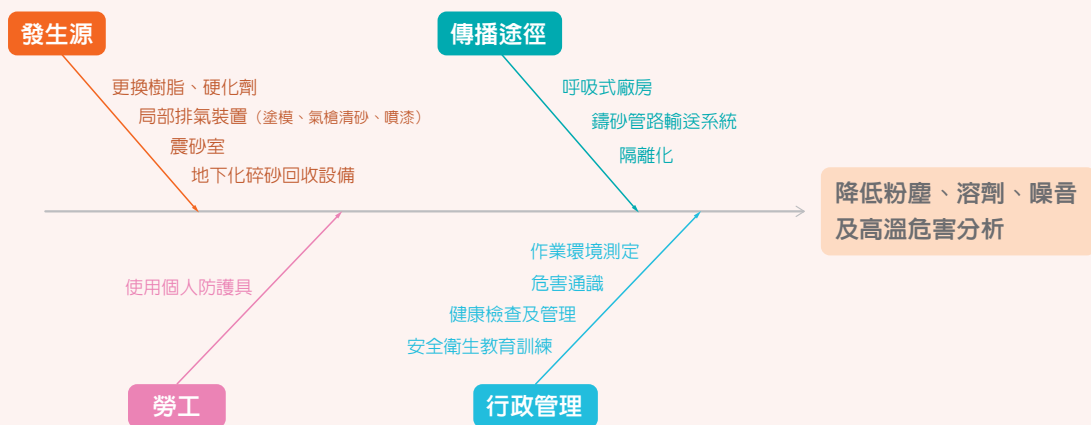 發生源
更換樹脂、硬化劑
局部排氣裝置（塗模、氣槍清砂、噴漆）
震砂室
地下化碎砂回收設備
傳播途徑
呼吸式廠房
鑄砂管路輸送系統
隔離化
降低粉塵、溶劑、噪音
及高溫危害分析
使用個人防護具
勞工
作業環境測定
危害通識
健康檢查及管理
安全衛生教育訓練
行政管理